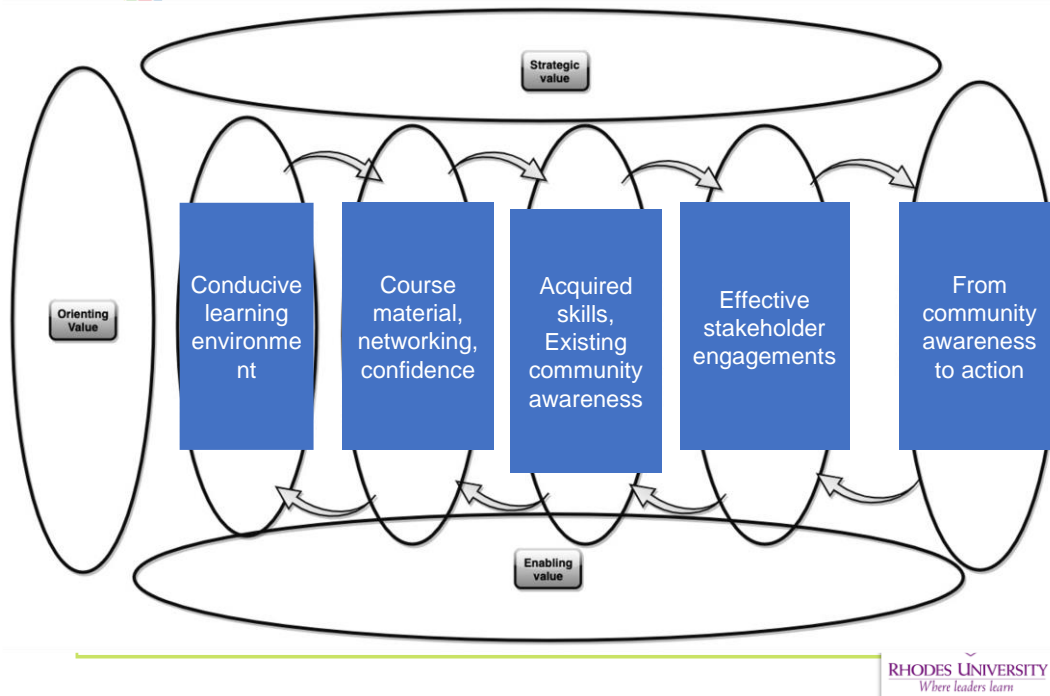 Strategic
value
Orienting
Value
Conducive
learning
environme
nt
Course
material,
networking,
confidence
Acquired
skills,
Existing
community
awareness
Effective
stakeholder
engagements
From
community
awareness
to action
Enabling
value
RHODES UNIVERSITY
Where leaders learn